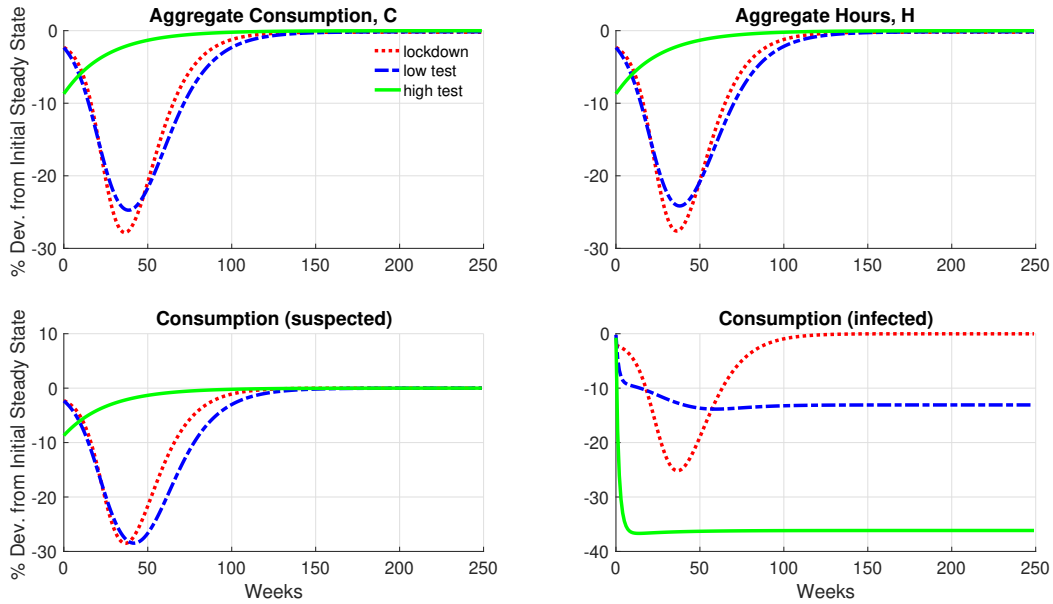 Aggregate Consumption, C
% Dev. from Initial Steady State
0
-10
-20
-30
0 50 100 150 200 250
lockdown
low test
high test
Aggregate Hours, H
0
-10
-20
-30
0 50 100 150 200 250
Consumption (suspected)
% Dev. from Initial Steady State
10
0
-10
-20
-30
0 50 100 150 200 250
Weeks
Consumption (infected)
0
-10
-20
-30
-40
0 50 100 150 200 250
Weeks